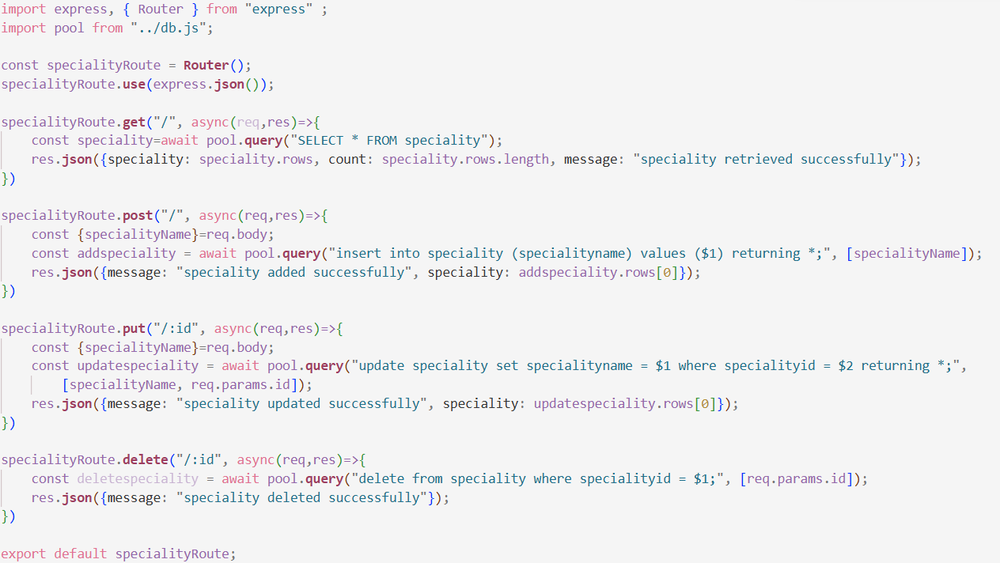 import express, { Router } from "express" ;
import pool from "../db.js";

const specialityRoute = Router();
specialityRoute.use(express.json());

specialityRoute.get("/", async(req,res)=>{
    const speciality=await pool.query("SELECT * FROM speciality");
    res.json({speciality: speciality.rows, count: speciality.rows.length, message: "speciality retrieved successfully"});
})

specialityRoute.post("/", async(req,res)=>{
    const {specialityName}=req.body;
    const addspeciality = await pool.query("insert into speciality (specialityname) values ($1) returning *;", [specialityName]);
    res.json({message: "speciality added successfully", speciality: addspeciality.rows[0]});
})

specialityRoute.put("/:id", async(req,res)=>{
    const {specialityName}=req.body;
    const updatespeciality = await pool.query("update speciality set specialityname = $1 where specialityid = $2 returning *;",
        [specialityName, req.params.id]);
    res.json({message: "speciality updated successfully", speciality: updatespeciality.rows[0]});
})

specialityRoute.delete("/:id", async(req,res)=>{
    const deletespeciality = await pool.query("delete from speciality where specialityid = $1;", [req.params.id]);
    res.json({message: "speciality deleted successfully"});
})

export default specialityRoute;